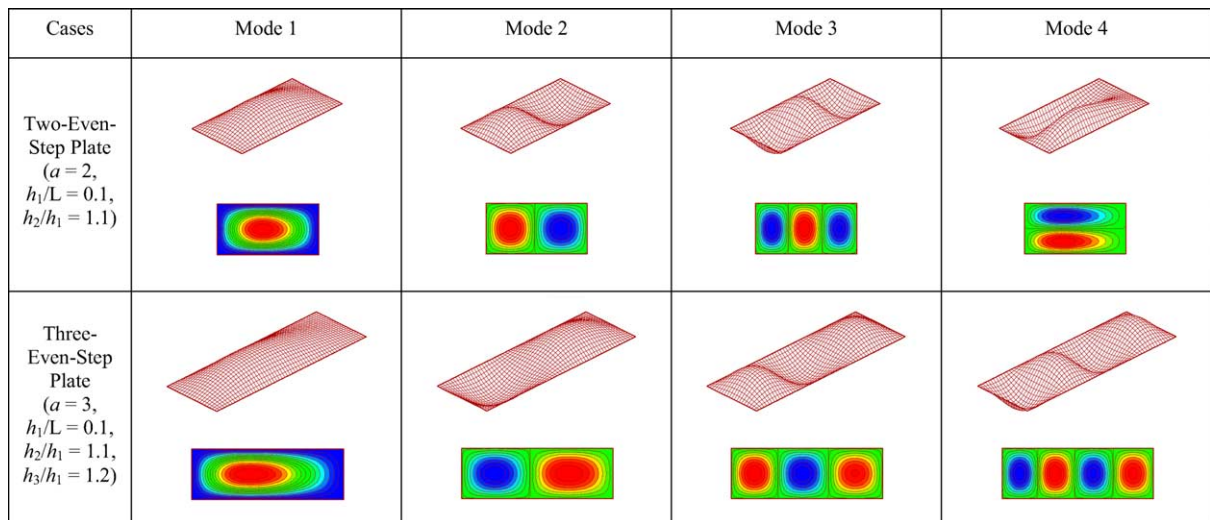 Cases
Mode 1
Mode 2
Mode 3
Mode 4
Two-Even-
Step Plate
(a = 2,
h₁/L = 0.1,
h₂/h₁ = 1.1)
Three-
Even-Step
Plate
(a = 3,
h₁/L = 0.1,
h₂/h₁ = 1.1,
h₃/h₁ = 1.2)